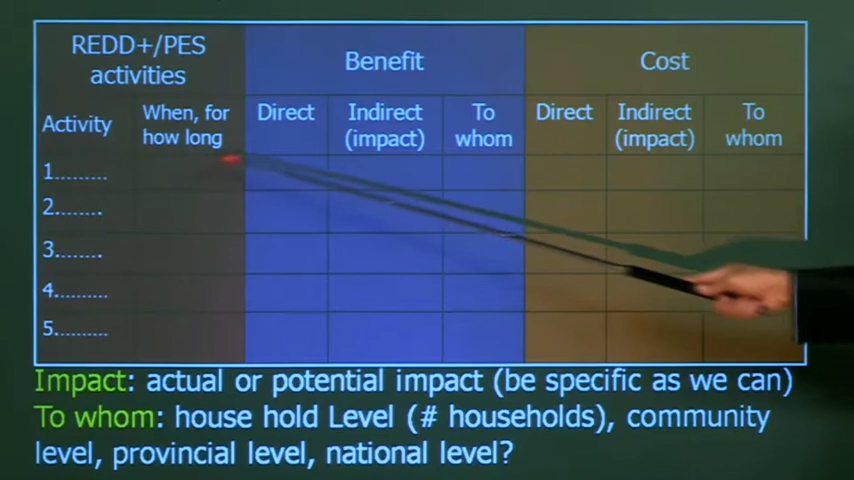 REDD+/PES activities Benefit Cost
Activity When, for how long Direct Indirect (impact) To whom Direct Indirect (impact) To whom
1.........
2.......
3........
4..........
5..........
Impact: actual or potential impact (be specific as we can)
To whom: house hold Level (# households), community
level, provincial level, national level?